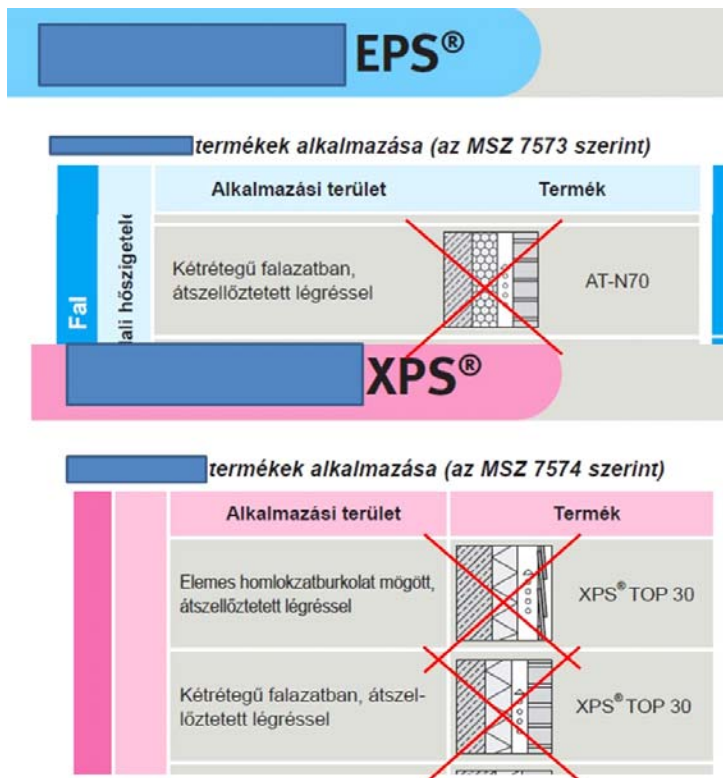 EPS®
termékek alkalmazása (az MSZ 7573 szerint)
Alkalmazási terület Termék
Fal
Kétrétegű falazatban,
átszellőztetett légréssel
AT-N70
XPS®
termékek alkalmazása (az MSZ 7574 szerint)
Alkalmazási terület Termék
Elemes homlokzatburkolat mögött,
átszellőztetett légréssel
XPS® TOP 30
Kétrétegű falazatban, átszel-
lőztetett légréssel
XPS® TOP 30